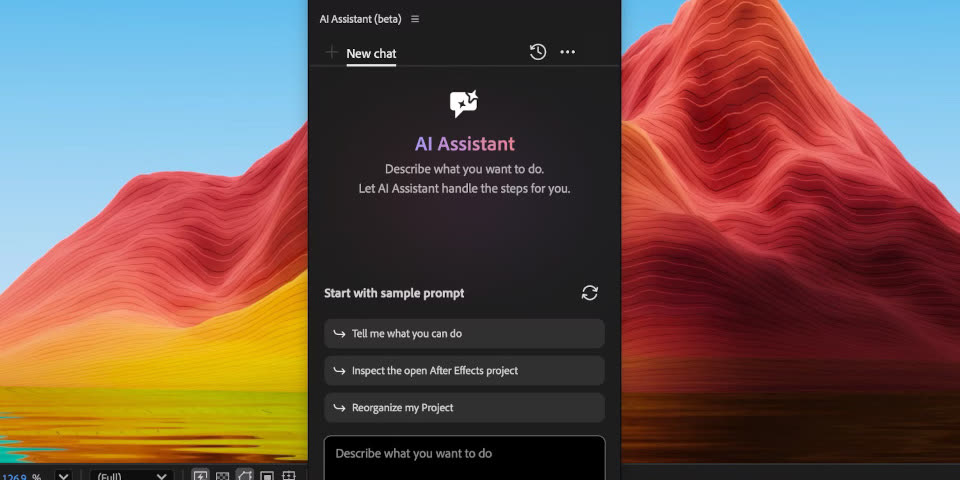 AI Assistant (beta)
New chat
AI Assistant
Describe what you want to do.
Let AI Assistant handle the steps for you.
Start with sample prompt
Tell me what you can do
Inspect the open After Effects project
Reorganize my Project
Describe what you want to do
126.9 %
(Full)